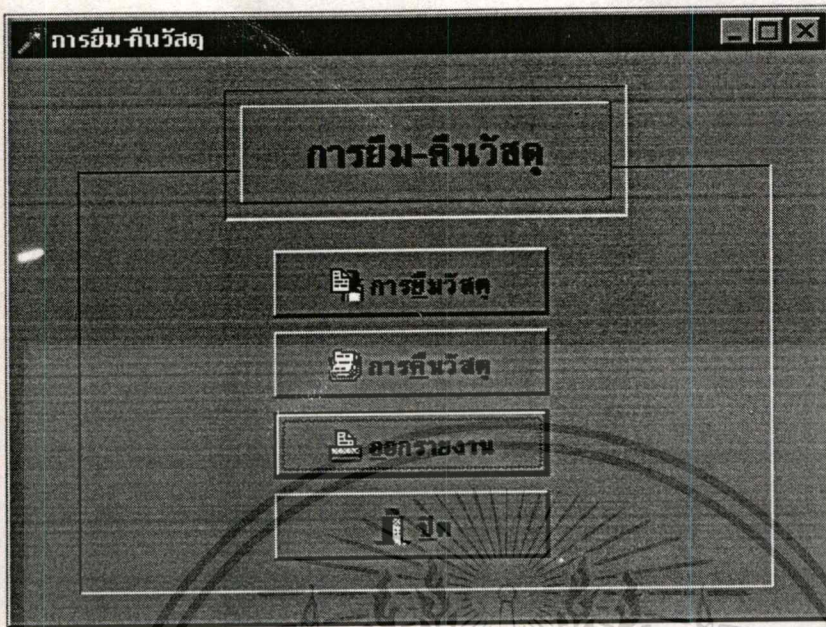 การยืม-คืนวัสดุ
การยืม-คืนวัสดุ
การยืมวัสดุ
การคืนวัสดุ
ออกรายงาน
ปิด